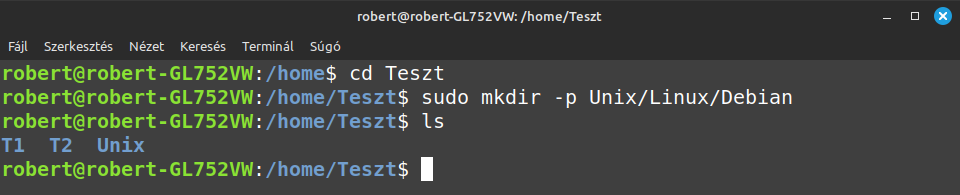 robert@robert-GL752VW: /home/Teszt
Fájl Szerkesztés Nézet Keresés Terminál Súgó
robert@robert-GL752VW:/home$ cd Teszt
robert@robert-GL752VW:/home/Teszt$ sudo mkdir -p Unix/Linux/Debian
robert@robert-GL752VW:/home/Teszt$ ls
T1  T2  Unix
robert@robert-GL752VW:/home/Teszt$